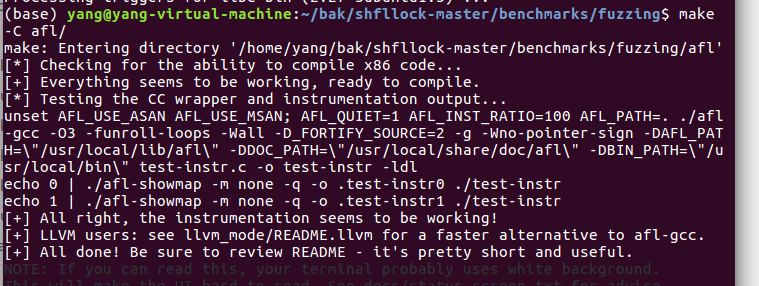 (base) yang@yang-virtual-machine:~/bak/shfllock-master/benchmarks/fuzzing$ make
-C afl/
make: Entering directory '/home/yang/bak/shfllock-master/benchmarks/fuzzing/afl'
[*] Checking for the ability to compile x86 code...
[+] Everything seems to be working, ready to compile.
[*] Testing the CC wrapper and instrumentation output...
unset AFL_USE_ASAN AFL_USE_MSAN; AFL_QUIET=1 AFL_INST_RATIO=100 AFL_PATH=. ./afl
-gcc -O3 -funroll-loops -Wall -D_FORTIFY_SOURCE=2 -g -Wno-pointer-sign -DAFL_PAT
H=\"/usr/local/lib/afl\" -DDOC_PATH=\"/usr/local/share/doc/afl\" -DBIN_PATH=\"/u
sr/local/bin\" test-instr.c -o test-instr -ldl
echo 0 | ./afl-showmap -m none -q -o .test-instr0 ./test-instr
echo 1 | ./afl-showmap -m none -q -o .test-instr1 ./test-instr
[+] All right, the instrumentation seems to be working!
[+] LLVM users: see llvm_mode/README.llvm for a faster alternative to afl-gcc.
[+] All done! Be sure to review README - it's pretty short and useful.
NOTE: If you can read this, your terminal probably uses white background.